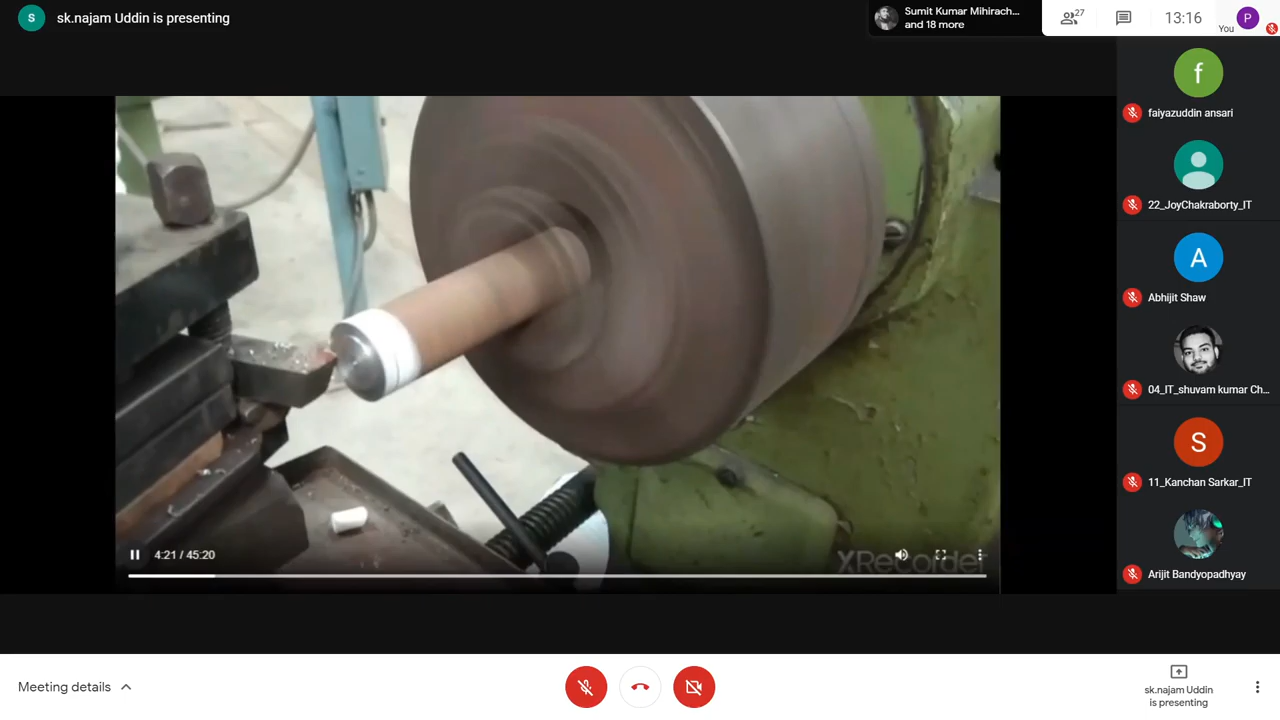 S
sk.najam Uddin is presenting
Sumit Kumar Mihirach...
and 18 more
27
13:16
You
P
f
faiyazuddin ansari
22_JoyChakraborty_IT
A
Abhijit Shaw
04_IT_shuvam kumar Ch...
S
11_Kanchan Sarkar_IT
Arijit Bandyopadhyay
4:21 / 45:20
XRecorder
Meeting details
sk.najam Uddin
is presenting